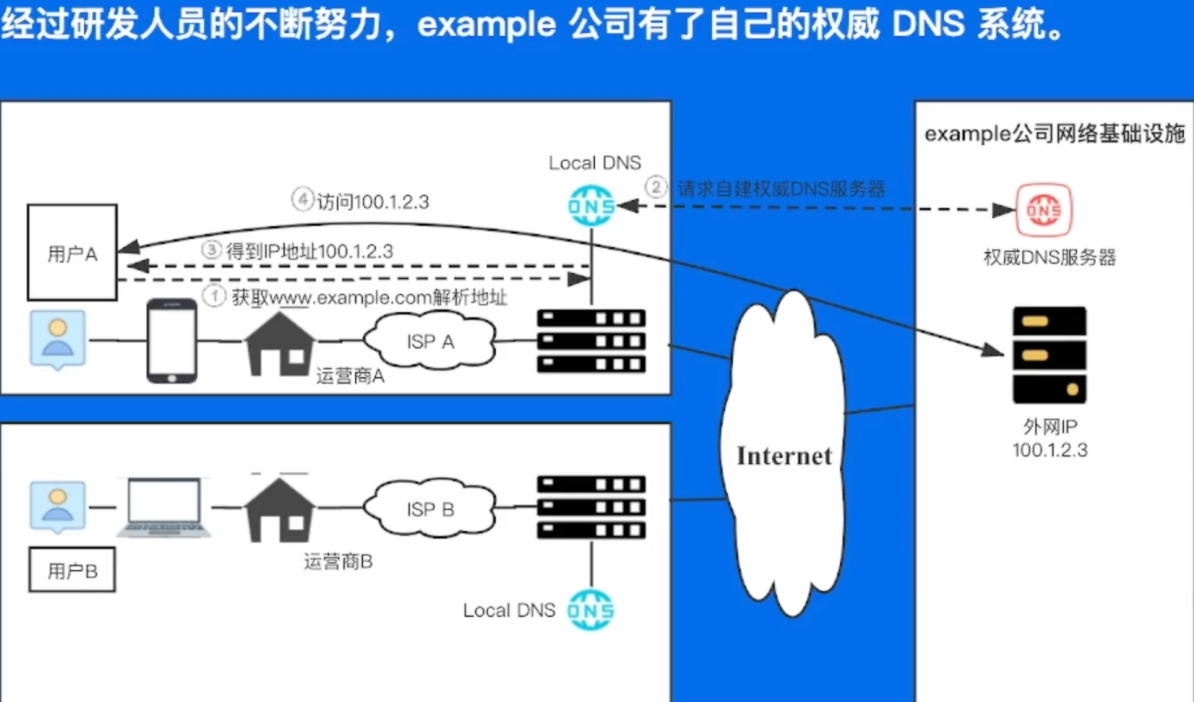 经过研发人员的不断努力，example 公司有了自己的权威 DNS 系统。
example公司网络基础设施
Local DNS
DNS
② 请求自建权威DNS服务器
DNS
权威DNS服务器
④访问100.1.2.3
用户A
③得到IP地址100.1.2.3
①获取www.example.com解析地址
ISP A
运营商A
外网IP
100.1.2.3
Internet
ISP B
运营商B
用户B
Local DNS
DNS